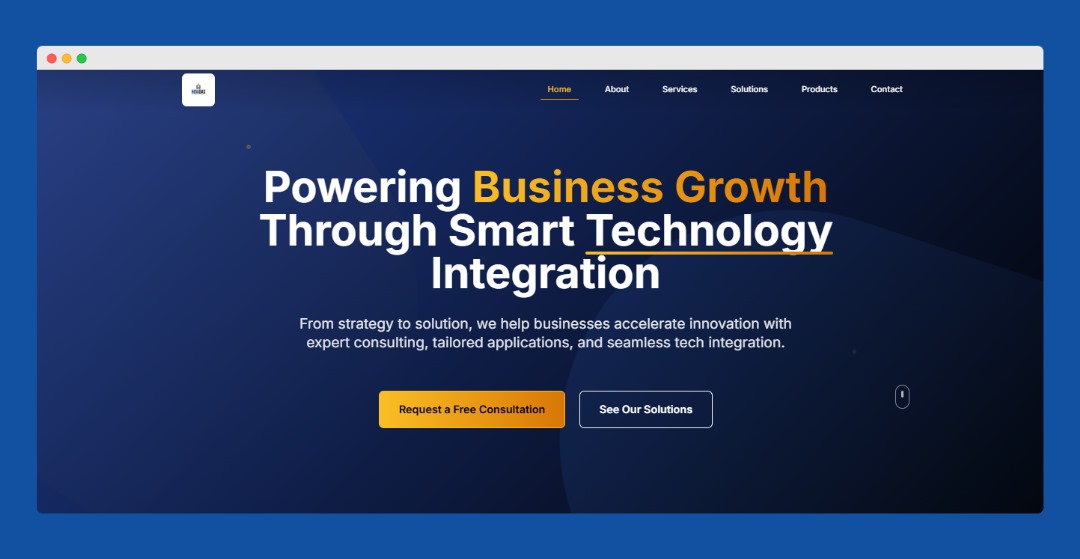 Home
About
Services
Solutions
Products
Contact
Powering Business Growth
Through Smart Technology
Integration
From strategy to solution, we help businesses accelerate innovation with
expert consulting, tailored applications, and seamless tech integration.
Request a Free Consultation
See Our Solutions